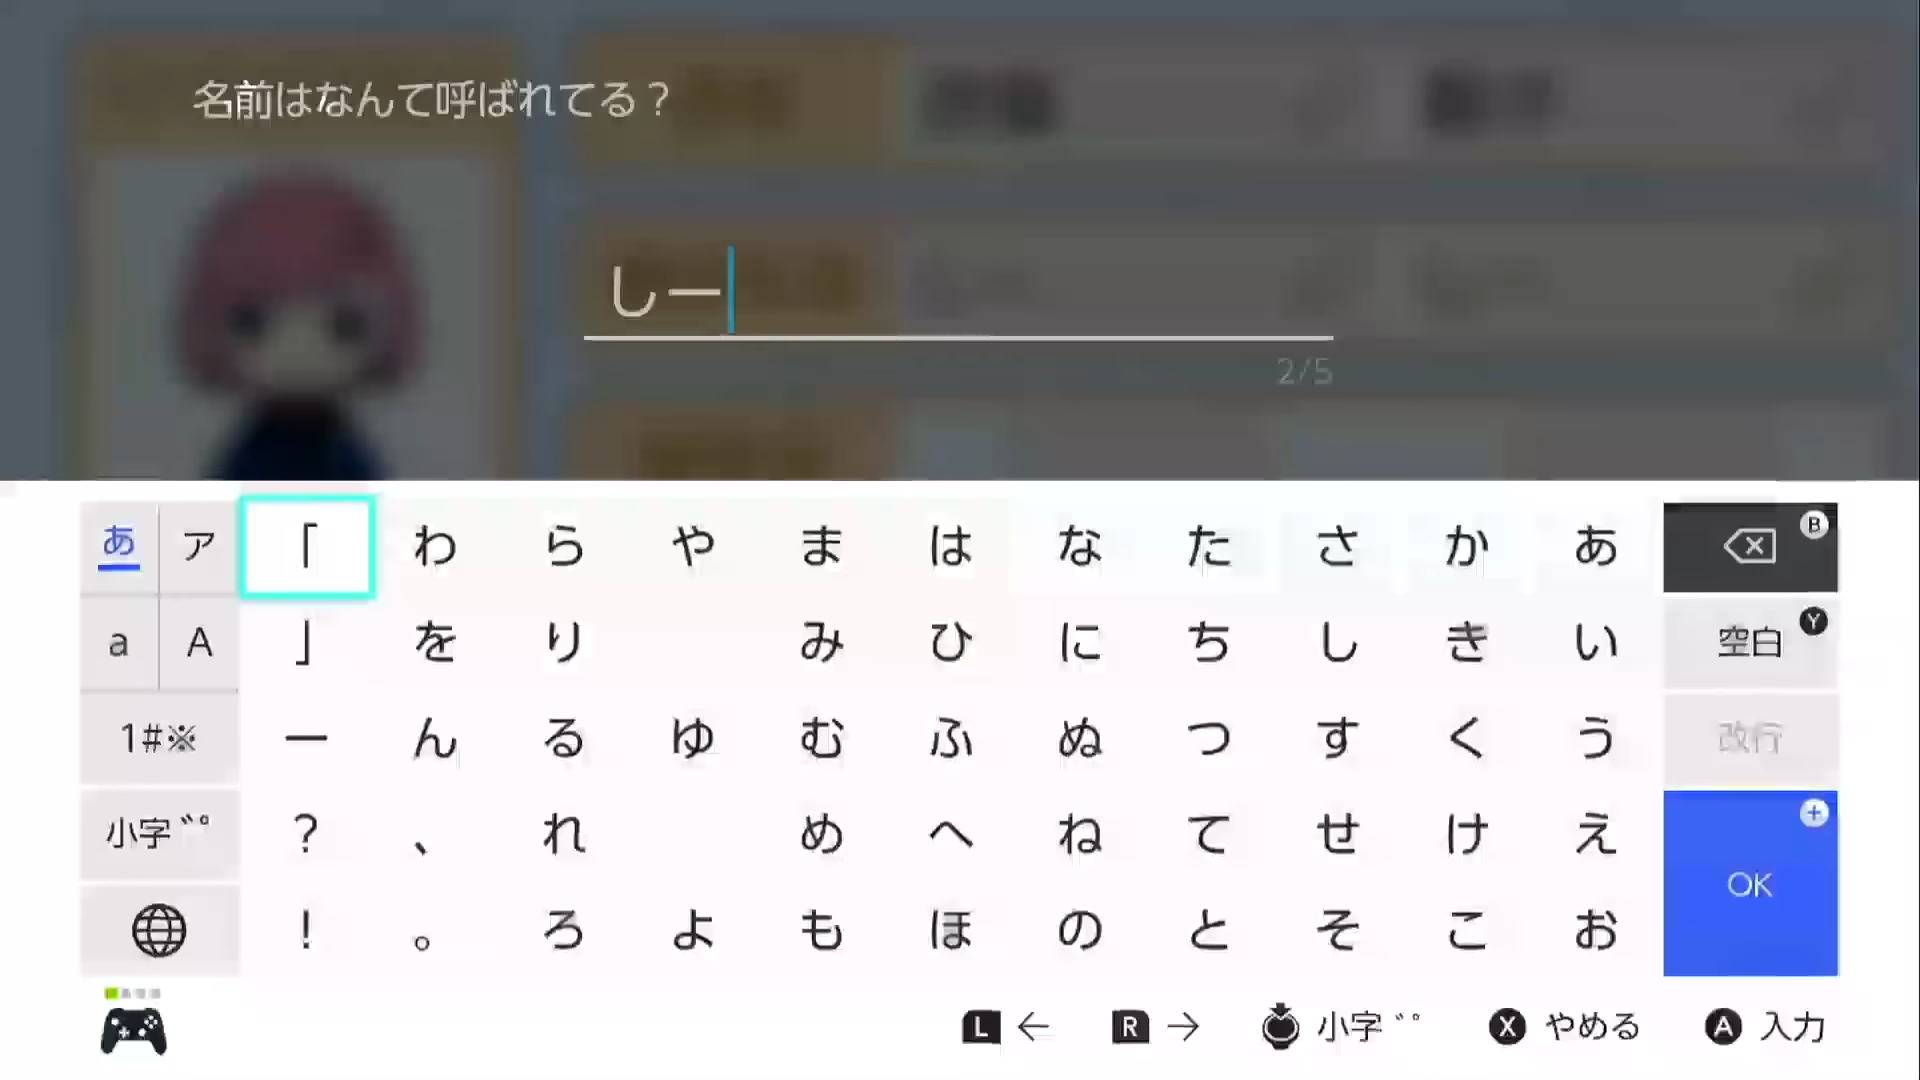 名前はなんて呼ばれてる？
しー
2/5
あ ア 「 わ ら や ま は な た さ か あ B
a A 」 を り み ひ に ち し き い 空白 Y
1#※ ー ん る ゆ む ふ ぬ つ す く う 改行
小字゛゜ ? 、 れ め へ ね て せ け え +
OK
! 。 ろ よ も ほ の と そ こ お
L ← R → 小字゛゜ X やめる A 入力